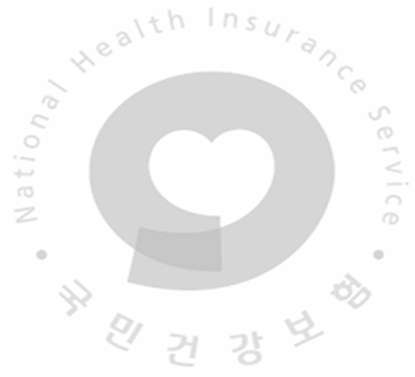 National Health Insurance Service
국민건강보험